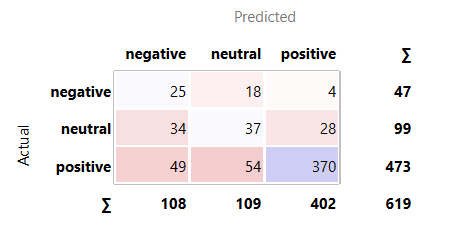 Predicted
negative neutral positive ∑
negative 25 18 4 47
neutral 34 37 28 99
positive 49 54 370 473
∑ 108 109 402 619
Actual